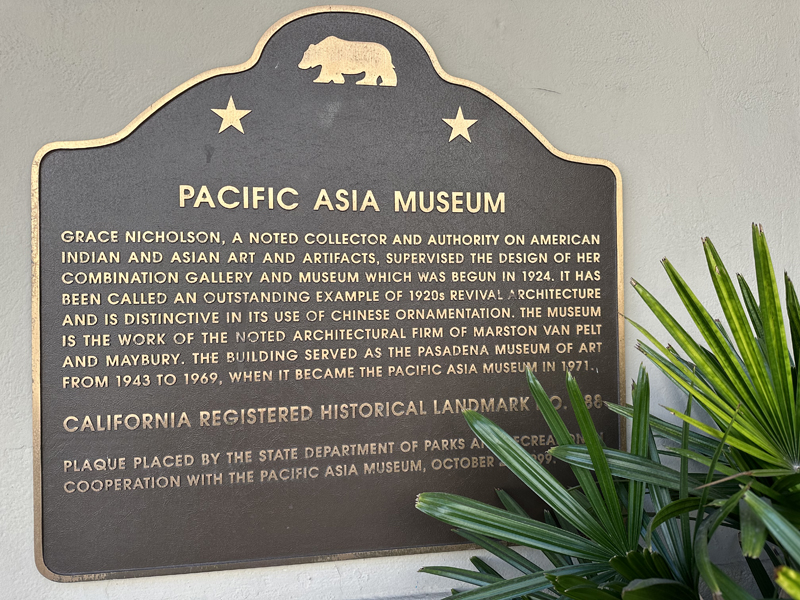 PACIFIC ASIA MUSEUM
GRACE NICHOLSON, A NOTED COLLECTOR AND AUTHORITY ON AMERICAN
INDIAN AND ASIAN ART AND ARTIFACTS, SUPERVISED THE DESIGN OF HER
COMBINATION GALLERY AND MUSEUM WHICH WAS BEGUN IN 1924. IT HAS
BEEN CALLED AN OUTSTANDING EXAMPLE OF 1920s REVIVAL ARCHITECTURE
AND IS DISTINCTIVE IN ITS USE OF CHINESE ORNAMENTATION. THE MUSEUM
IS THE WORK OF THE NOTED ARCHITECTURAL FIRM OF MARSTON VAN PELT
AND MAYBURY. THE BUILDING SERVED AS THE PASADENA MUSEUM OF ART
FROM 1943 TO 1969, WHEN IT BECAME THE PACIFIC ASIA MUSEUM IN 1971.
CALIFORNIA REGISTERED HISTORICAL LANDMARK NO.
PLAQUE PLACED BY THE STATE DEPARTMENT OF PARKS AND RECREATION
COOPERATION WITH THE PACIFIC ASIA MUSEUM, OCTOBER